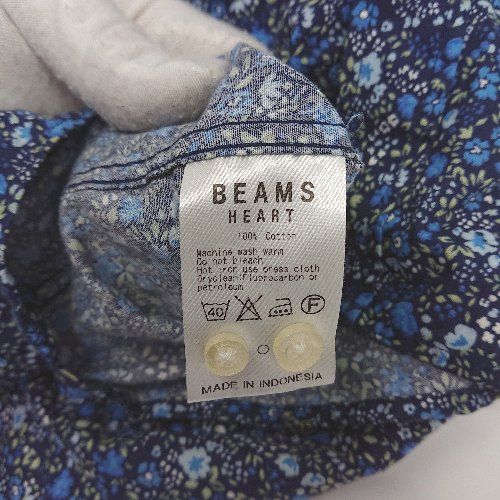 BEAMS
HEART
100% Cotton
Machine wash warm
Do not Bleach
Hot iron use press cloth
Dryclean:Fluorocarbon or
petroleum
40 F
MADE IN INDONESIA